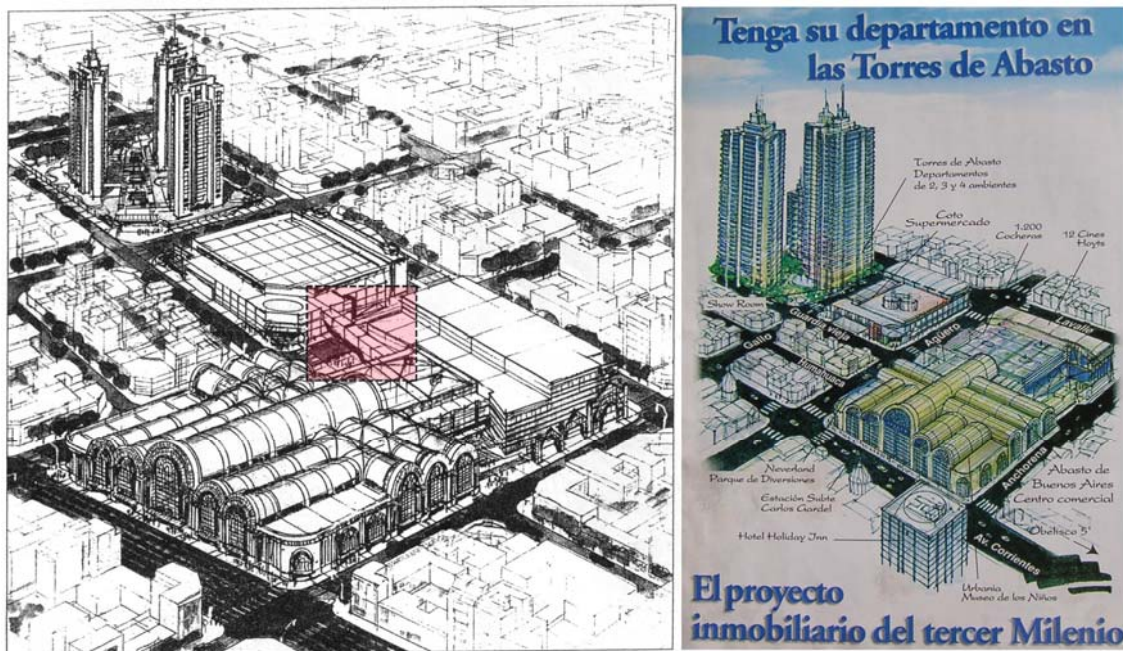 Tenga su departamento en
las Torres de Abasto
Torres de Abasto
Departamentos
de 2, 3 y 4 ambientes
Coto
Supermercado
1.200
Cocheras
12 Cines
Hoyts
Show Room
Guardia Vieja
Lavalle
Gallo
Agüero
Humahuaca
Anchorena
Neverland
Parque de Diversiones
Abasto de
Buenos Aires
Centro comercial
Estación Subte
Carlos Gardel
Obelisco 5'
Hotel Holiday Inn
Av. Corrientes
Urbania
Museo de los Niños
El proyecto
inmobiliario del tercer Milenio